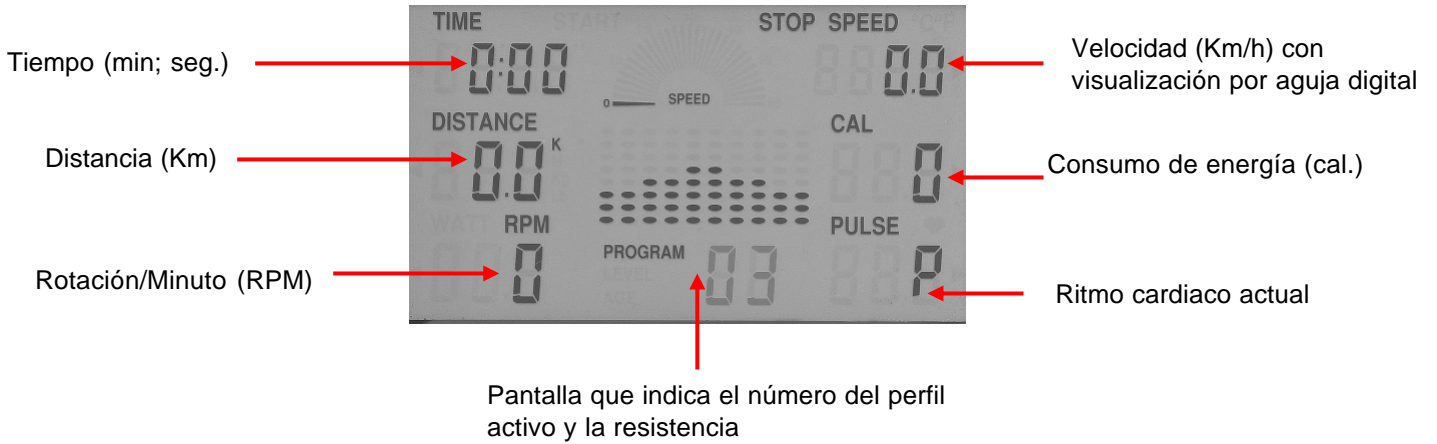 TIME START STOP SPEED °C°F
Tiempo (min; seg.)
0:00
0.0
Velocidad (Km/h) con
visualización por aguja digital
0 SPEED
DISTANCE
CAL
Distancia (Km)
0.0 K
0
Consumo de energía (cal.)
WATT RPM
PULSE
PROGRAM
LEVEL
AGE
03
Rotación/Minuto (RPM)
0
P
Ritmo cardiaco actual
Pantalla que indica el número del perfil
activo y la resistencia